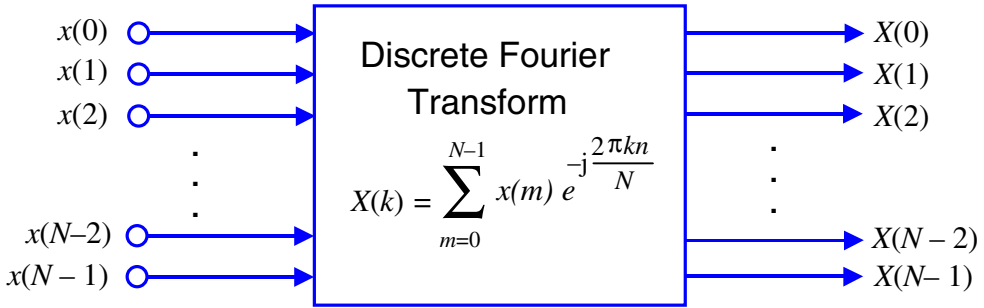 x(0)
x(1)
x(2)
.
.
.
x(N–2)
x(N – 1)
Discrete Fourier
Transform
X(k) = ∑_{m=0}^{N–1} x(m) e^{–j 2πkn/N}
X(0)
X(1)
X(2)
.
.
.
X(N – 2)
X(N– 1)